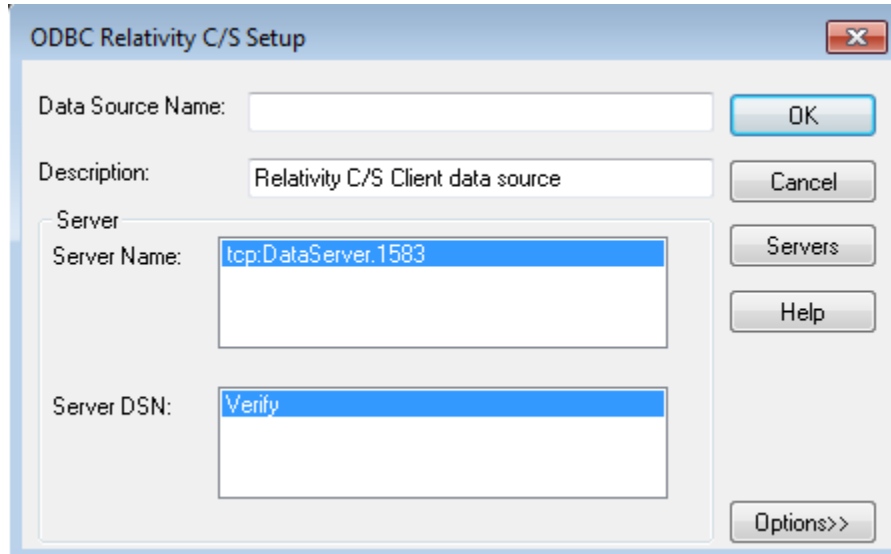 ODBC Relativity C/S Setup
Data Source Name:
OK
Description:
Relativity C/S Client data source
Cancel
Server
Server Name:
tcp:DataServer.1583
Servers
Help
Server DSN:
Verify
Options>>